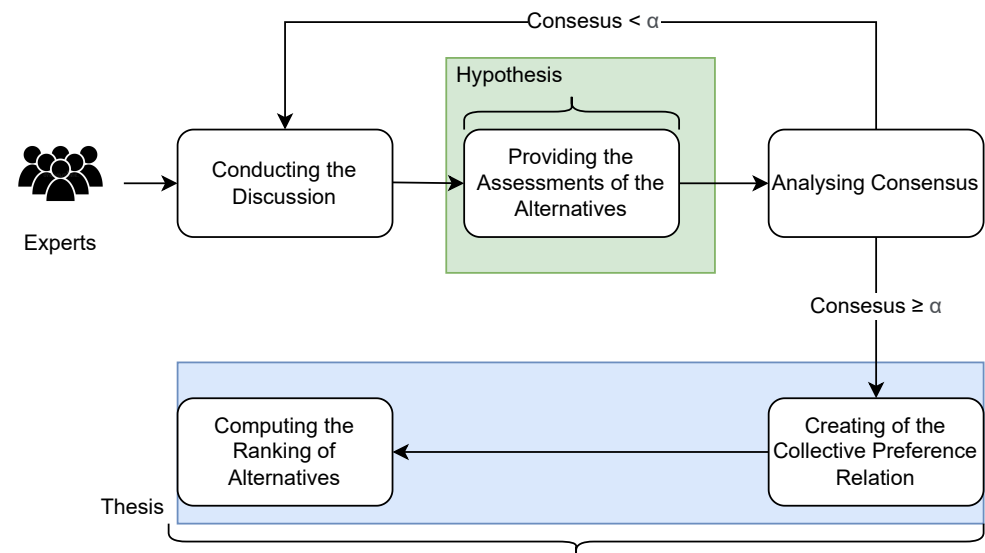 Consesus < α
Hypothesis
Conducting the
Discussion
Providing the
Assessments of the
Alternatives
Analysing Consensus
Experts
Consesus ≥ α
Computing the
Ranking of
Alternatives
Creating of the
Collective Preference
Relation
Thesis